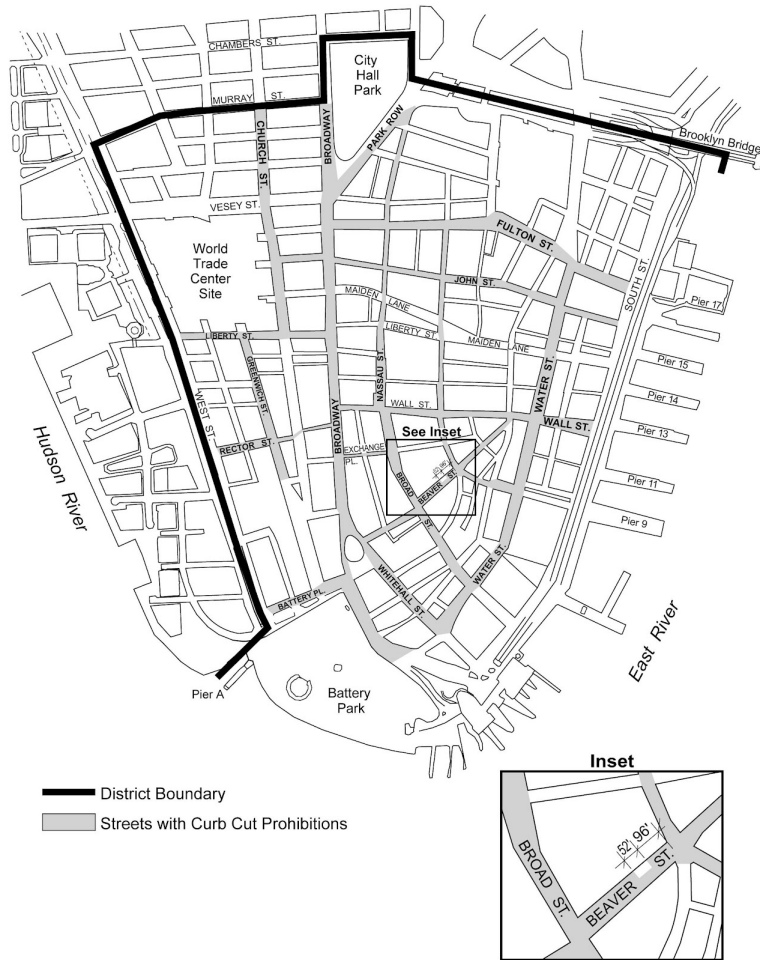 CHAMBERS ST.
City
Hall
Park
MURRAY ST.
CHURCH ST.
BROADWAY
PARK ROW
Brooklyn Bridge
VESEY ST.
World
Trade
Center
Site
FULTON ST.
SOUTH ST.
JOHN ST.
Pier 17
MAIDEN LANE
LIBERTY ST.
LIBERTY ST.
MAIDEN LANE
Pier 15
GREENWICH ST.
NASSAU ST.
WATER ST.
WEST ST.
WALL ST.
WALL ST.
Pier 14
Pier 13
BROADWAY
See Inset
RECTOR ST.
EXCHANGE
PL.
52' 96'
BROAD ST.
BEAVER ST.
Pier 11
Pier 9
Hudson River
WATER ST.
WHITEHALL ST.
BATTERY PL.
East River
Pier A
Battery
Park
Inset
District Boundary
Streets with Curb Cut Prohibitions
52' 96'
BROAD ST.
BEAVER ST.